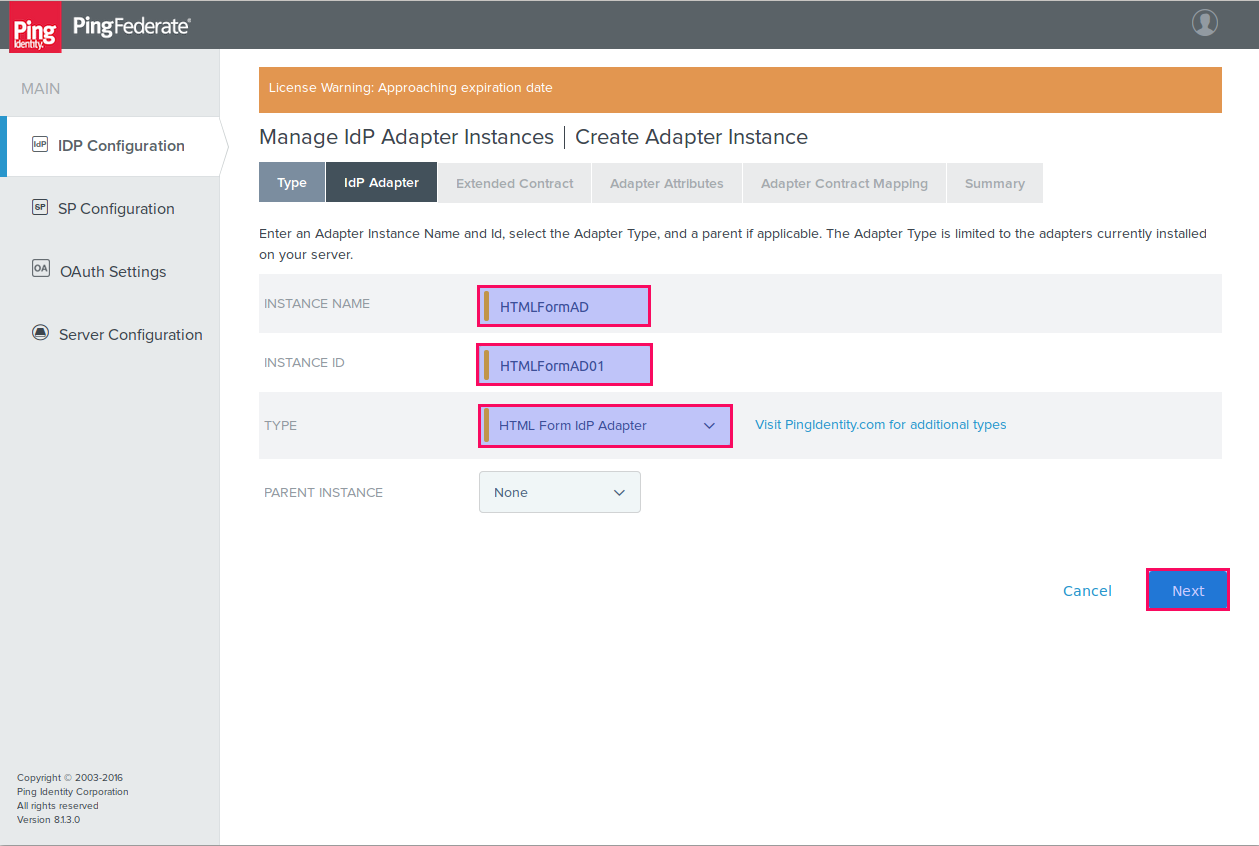 Ping
Identity.
PingFederate®
MAIN
IdP IDP Configuration
SP SP Configuration
OA OAuth Settings
Server Configuration
License Warning: Approaching expiration date
Manage IdP Adapter Instances | Create Adapter Instance
Type IdP Adapter Extended Contract Adapter Attributes Adapter Contract Mapping Summary
Enter an Adapter Instance Name and Id, select the Adapter Type, and a parent if applicable. The Adapter Type is limited to the adapters currently installed
on your server.
INSTANCE NAME HTMLFormAD
INSTANCE ID HTMLFormAD01
TYPE HTML Form IdP Adapter Visit PingIdentity.com for additional types
PARENT INSTANCE None
Cancel Next
Copyright © 2003-2016
Ping Identity Corporation
All rights reserved
Version 8.1.3.0